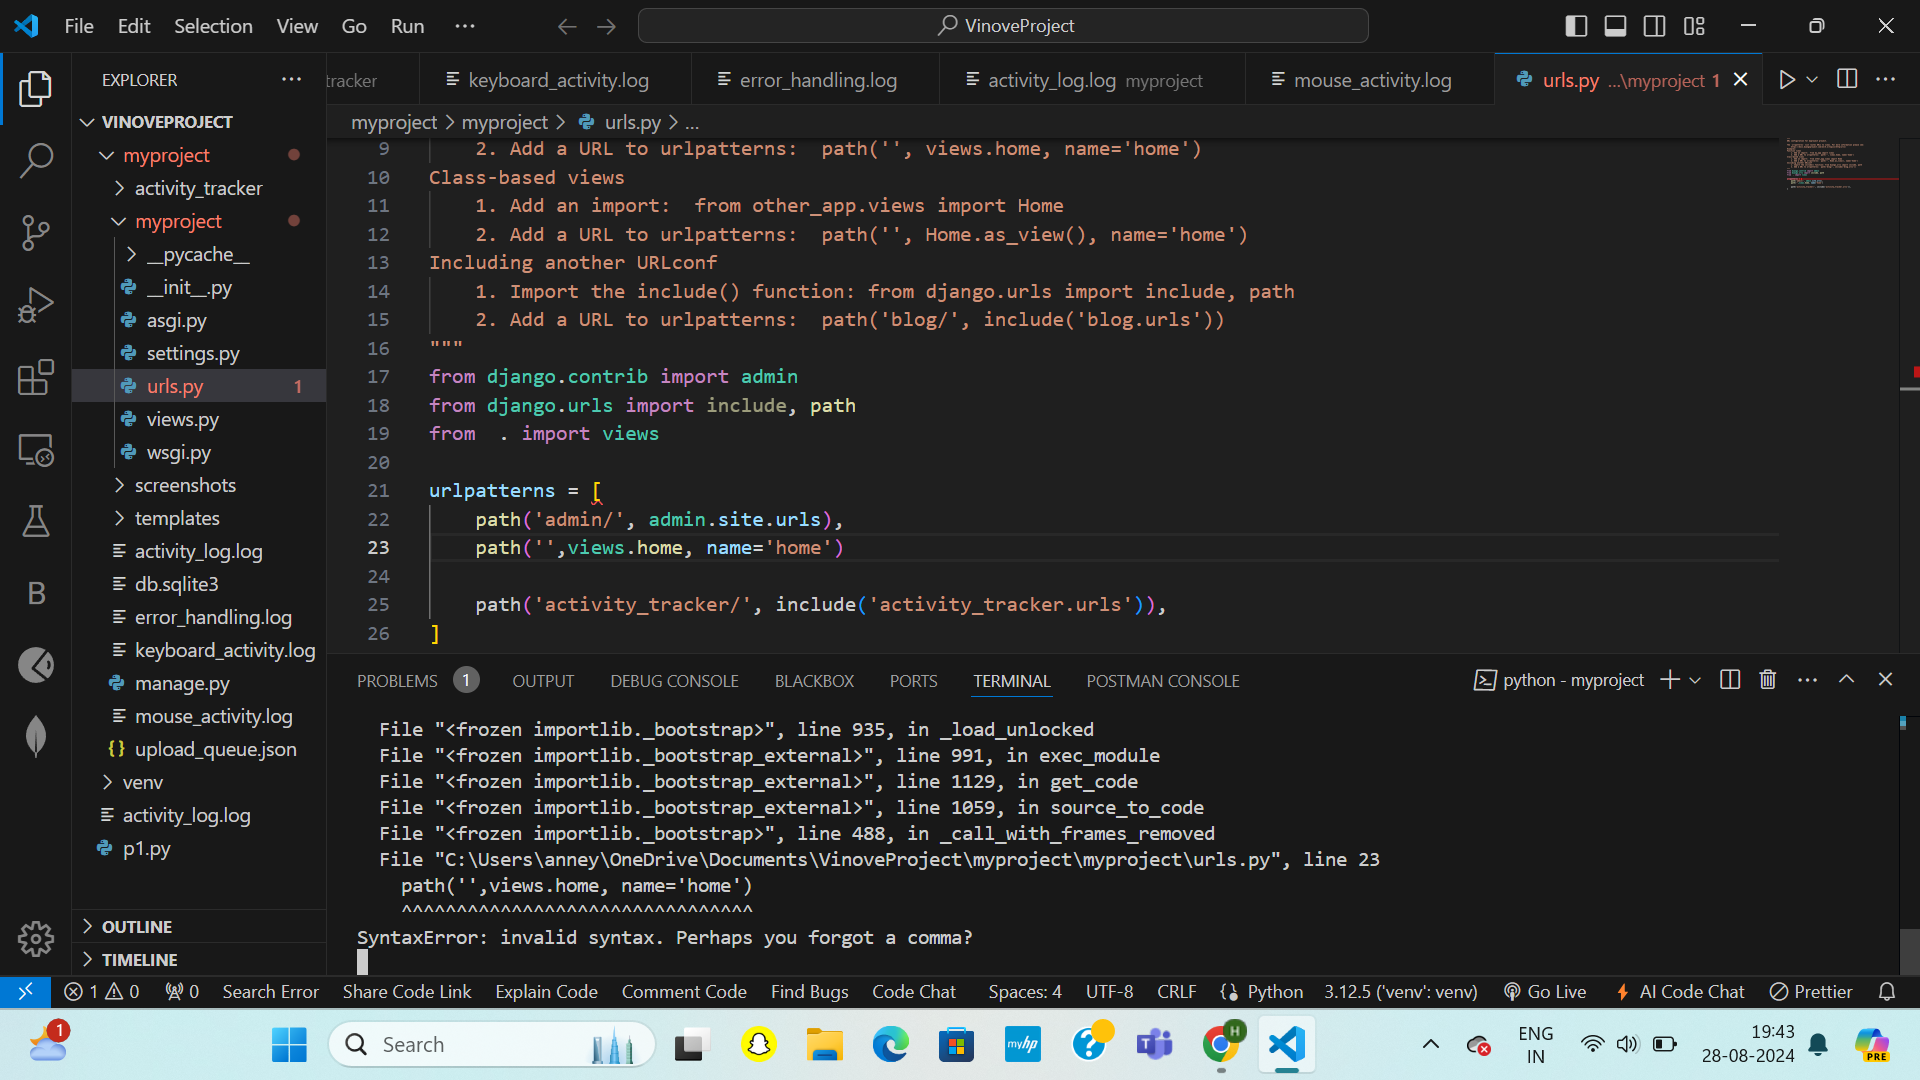 File Edit Selection View Go Run ··· VinoveProject
EXPLORER
tracker keyboard_activity.log error_handling.log activity_log.log myproject mouse_activity.log urls.py ...\myproject 1
myproject > myproject > urls.py > ...
VINOVEPROJECT
myproject
activity_tracker
myproject
__pycache__
__init__.py
asgi.py
settings.py
urls.py 1
views.py
wsgi.py
screenshots
templates
activity_log.log
db.sqlite3
error_handling.log
keyboard_activity.log
manage.py
mouse_activity.log
{} upload_queue.json
venv
activity_log.log
p1.py
OUTLINE
TIMELINE
B
9 2. Add a URL to urlpatterns:  path('', views.home, name='home')
10 Class-based views
11 1. Add an import:  from other_app.views import Home
12 2. Add a URL to urlpatterns:  path('', Home.as_view(), name='home')
13 Including another URLconf
14 1. Import the include() function: from django.urls import include, path
15 2. Add a URL to urlpatterns:  path('blog/', include('blog.urls'))
16 """
17 from django.contrib import admin
18 from django.urls import include, path
19 from  . import views
20
21 urlpatterns = [
22 path('admin/', admin.site.urls),
23 path('',views.home, name='home')
24
25 path('activity_tracker/', include('activity_tracker.urls')),
26 ]
PROBLEMS 1 OUTPUT DEBUG CONSOLE BLACKBOX PORTS TERMINAL POSTMAN CONSOLE python - myproject
File "<frozen importlib._bootstrap>", line 935, in _load_unlocked
File "<frozen importlib._bootstrap_external>", line 991, in exec_module
File "<frozen importlib._bootstrap_external>", line 1129, in get_code
File "<frozen importlib._bootstrap_external>", line 1059, in source_to_code
File "<frozen importlib._bootstrap>", line 488, in _call_with_frames_removed
File "C:\Users\anney\OneDrive\Documents\VinoveProject\myproject\myproject\urls.py", line 23
path('',views.home, name='home')
^^^^^^^^^^^^^^^^^^^^^^^^^^^^^^^^
SyntaxError: invalid syntax. Perhaps you forgot a comma?
1 0 0 Search Error Share Code Link Explain Code Comment Code Find Bugs Code Chat Spaces: 4 UTF-8 CRLF {} Python 3.12.5 ('venv': venv) Go Live AI Code Chat Prettier
1 Search myhp ? T H ENG IN 19:43 28-08-2024 PRE